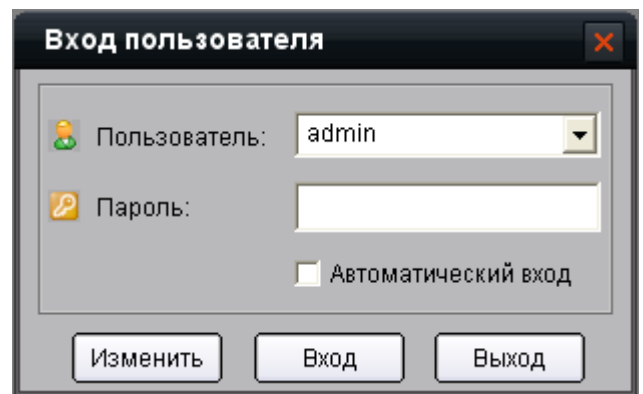 Вход пользователя
Пользователь: admin
Пароль:
Автоматический вход
Изменить Вход Выход